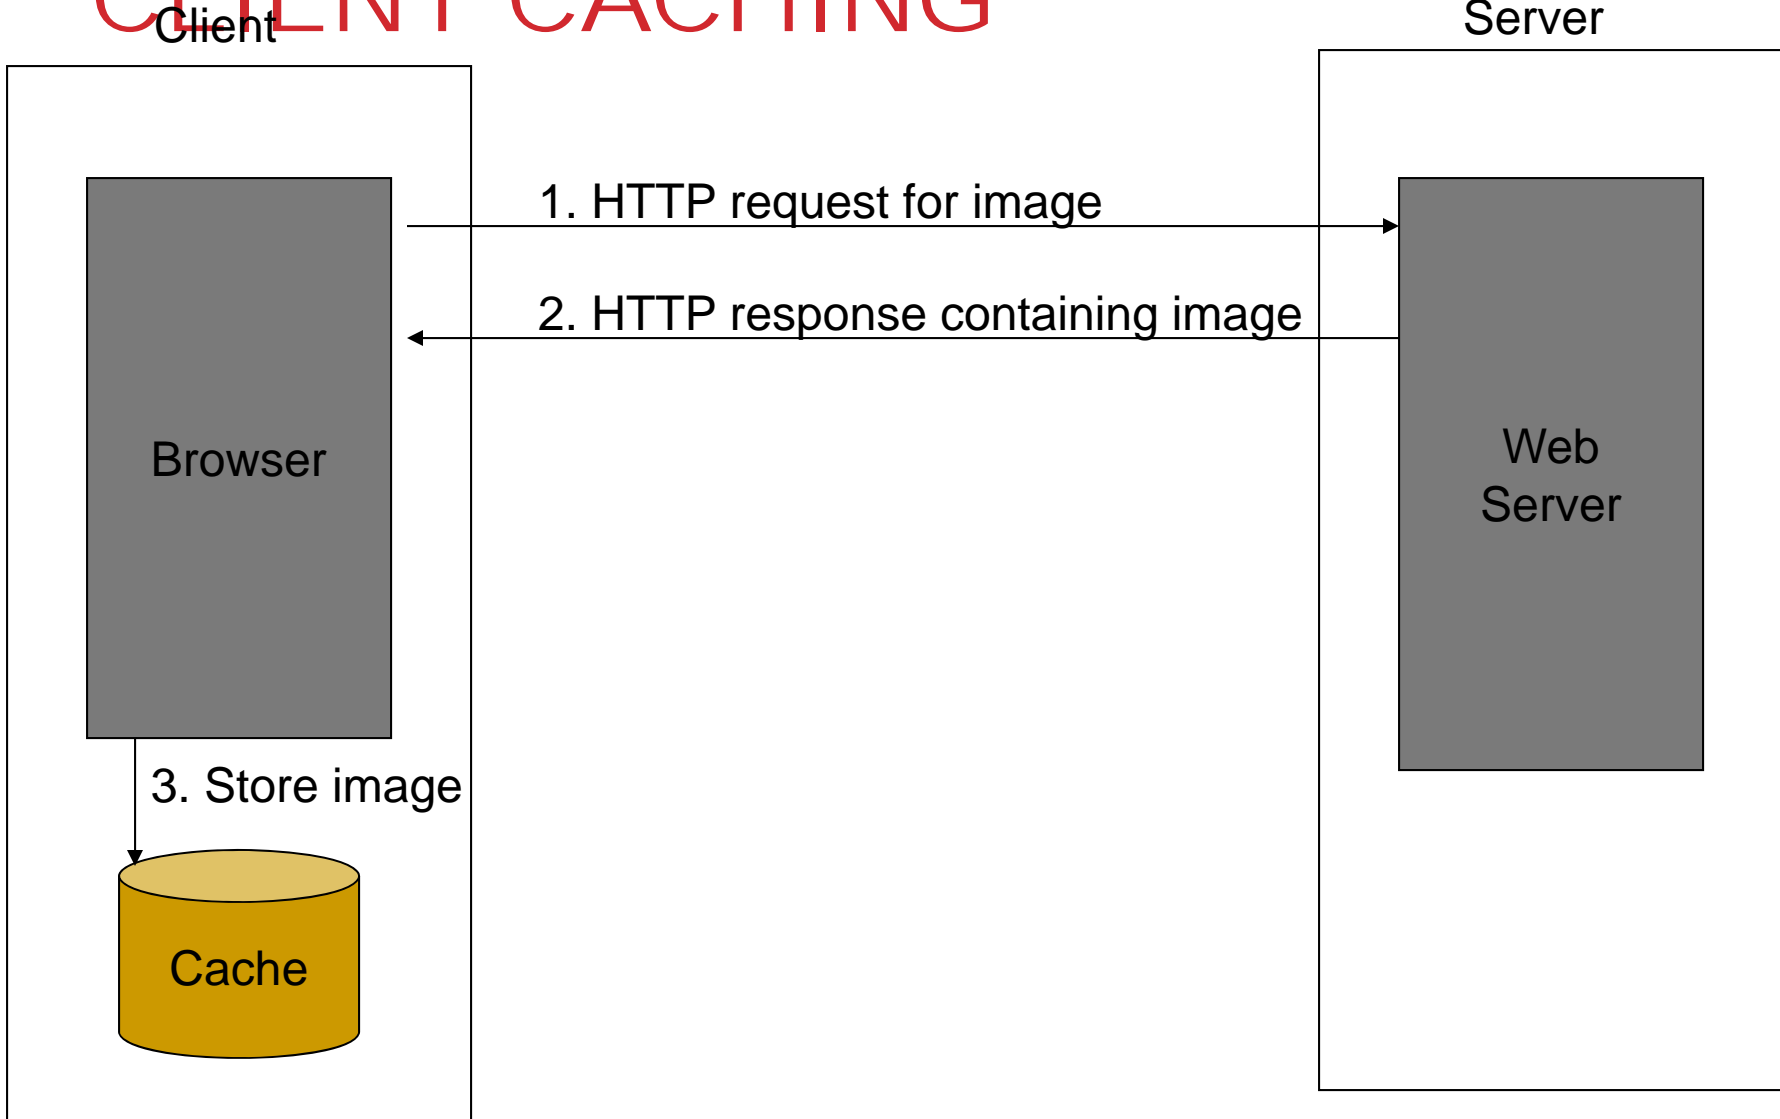 CLIENT CACHING
Client
Server
1. HTTP request for image
2. HTTP response containing image
Browser
Web
Server
3. Store image
Cache